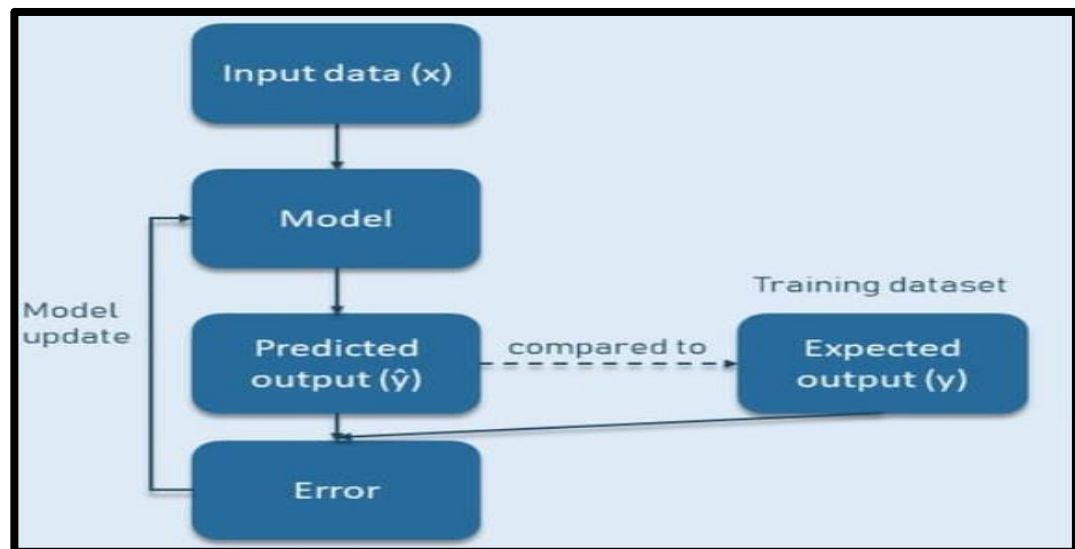 Input data (x)
Model
Training dataset
Model
update
Predicted
output (ŷ)
compared to
Expected
output (y)
Error